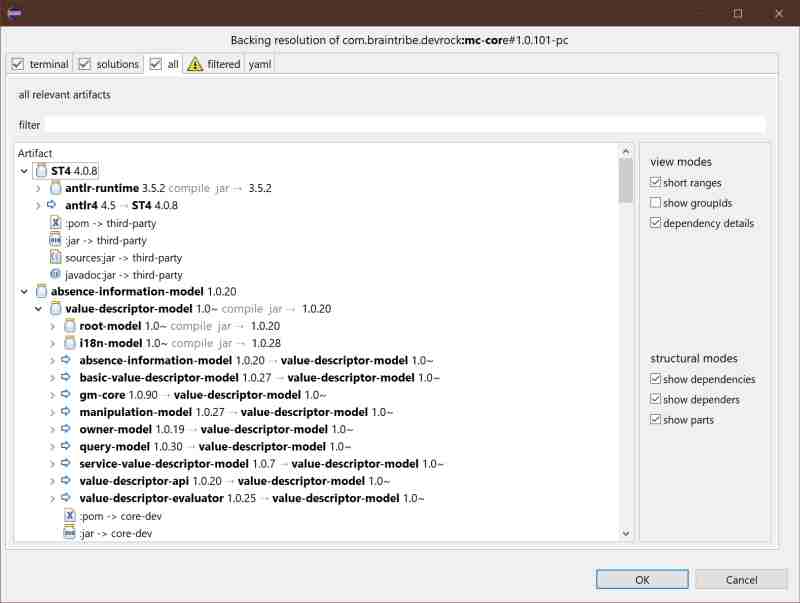 Backing resolution of com.braintribe.devrock:mc-core#1.0.101-pc
terminal solutions all filtered yaml
all relevant artifacts
filter
Artifact
ST4 4.0.8
antlr-runtime 3.5.2 compile jar → 3.5.2
antlr4 4.5 → ST4 4.0.8
:pom -> third-party
:jar -> third-party
sources:jar -> third-party
javadoc:jar -> third-party
absence-information-model 1.0.20
value-descriptor-model 1.0~ compile jar → 1.0.20
root-model 1.0~ compile jar → 1.0.20
i18n-model 1.0~ compile jar → 1.0.28
absence-information-model 1.0.20 → value-descriptor-model 1.0~
basic-value-descriptor-model 1.0.27 → value-descriptor-model 1.0~
gm-core 1.0.90 → value-descriptor-model 1.0~
manipulation-model 1.0.27 → value-descriptor-model 1.0~
owner-model 1.0.19 → value-descriptor-model 1.0~
query-model 1.0.30 → value-descriptor-model 1.0~
service-value-descriptor-model 1.0.7 → value-descriptor-model 1.0~
value-descriptor-api 1.0.20 → value-descriptor-model 1.0~
value-descriptor-evaluator 1.0.25 → value-descriptor-model 1.0~
:pom -> core-dev
:jar -> core-dev
view modes
short ranges
show groupIds
dependency details
structural modes
show dependencies
show dependers
show parts
OK
Cancel